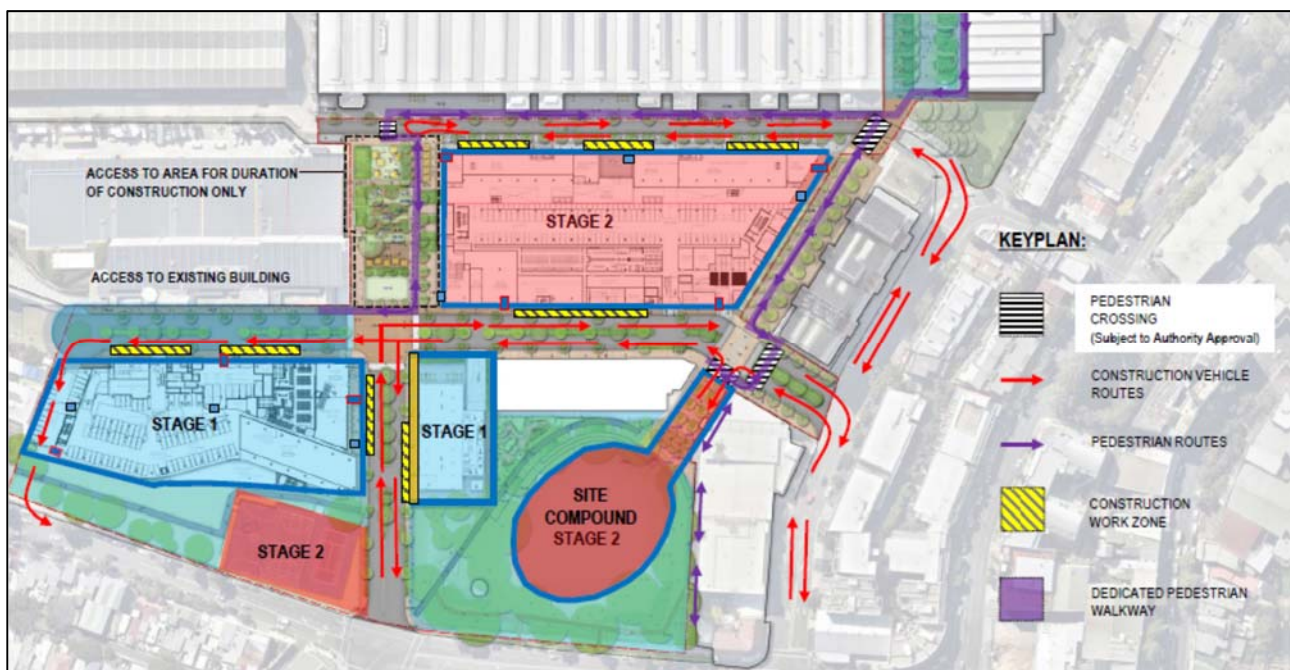 ACCESS TO AREA FOR DURATION
OF CONSTRUCTION ONLY
STAGE 2
ACCESS TO EXISTING BUILDING
STAGE 1
STAGE 1
STAGE 2
SITE
COMPOUND
STAGE 2
KEYPLAN:
PEDESTRIAN
CROSSING
(Subject to Authority Approval)
CONSTRUCTION VEHICLE
ROUTES
PEDESTRIAN ROUTES
CONSTRUCTION
WORK ZONE
DEDICATED PEDESTRIAN
WALKWAY